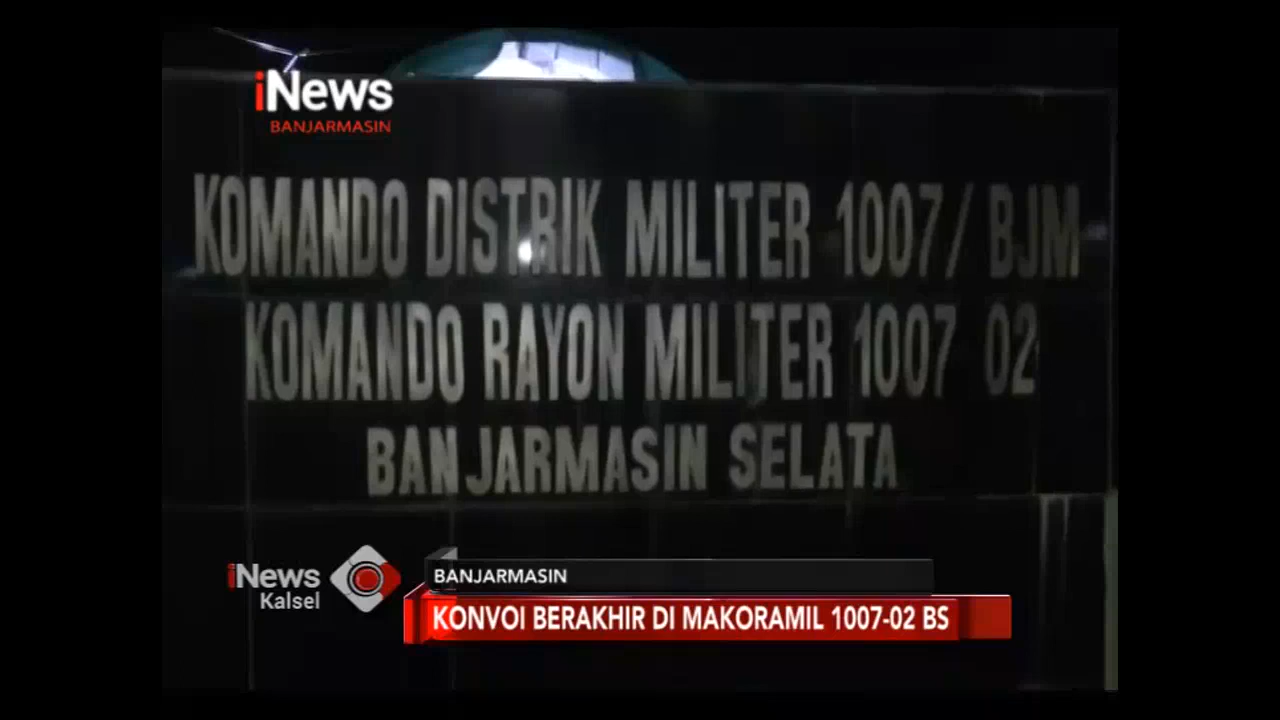 iNews
BANJARMASIN
KOMANDO DISTRIK MILITER 1007/BJM
KOMANDO RAYON MILITER 1007 02
BANJARMASIN SELATA
iNews
Kalsel
BANJARMASIN
KONVOI BERAKHIR DI MAKORAMIL 1007-02 BS